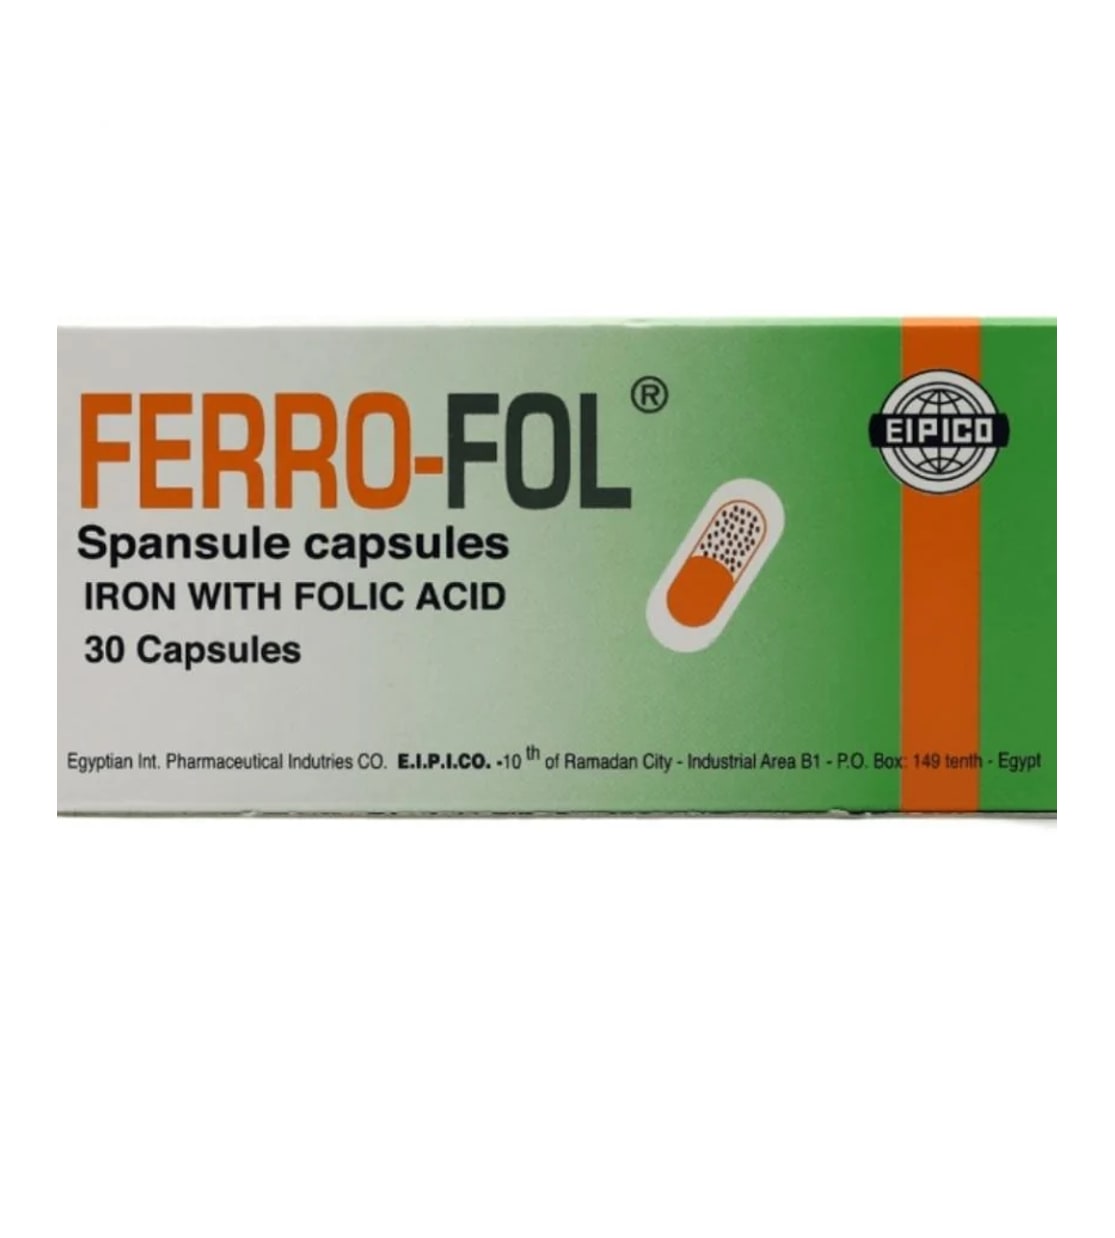 FERRO-FOL®
EIPICO
Spansule capsules
IRON WITH FOLIC ACID
30 Capsules
Egyptian Int. Pharmaceutical Indutries CO. E.I.P.I.CO. -10 th of Ramadan City - Industrial Area B1 - P.O. Box: 149 tenth - Egypt